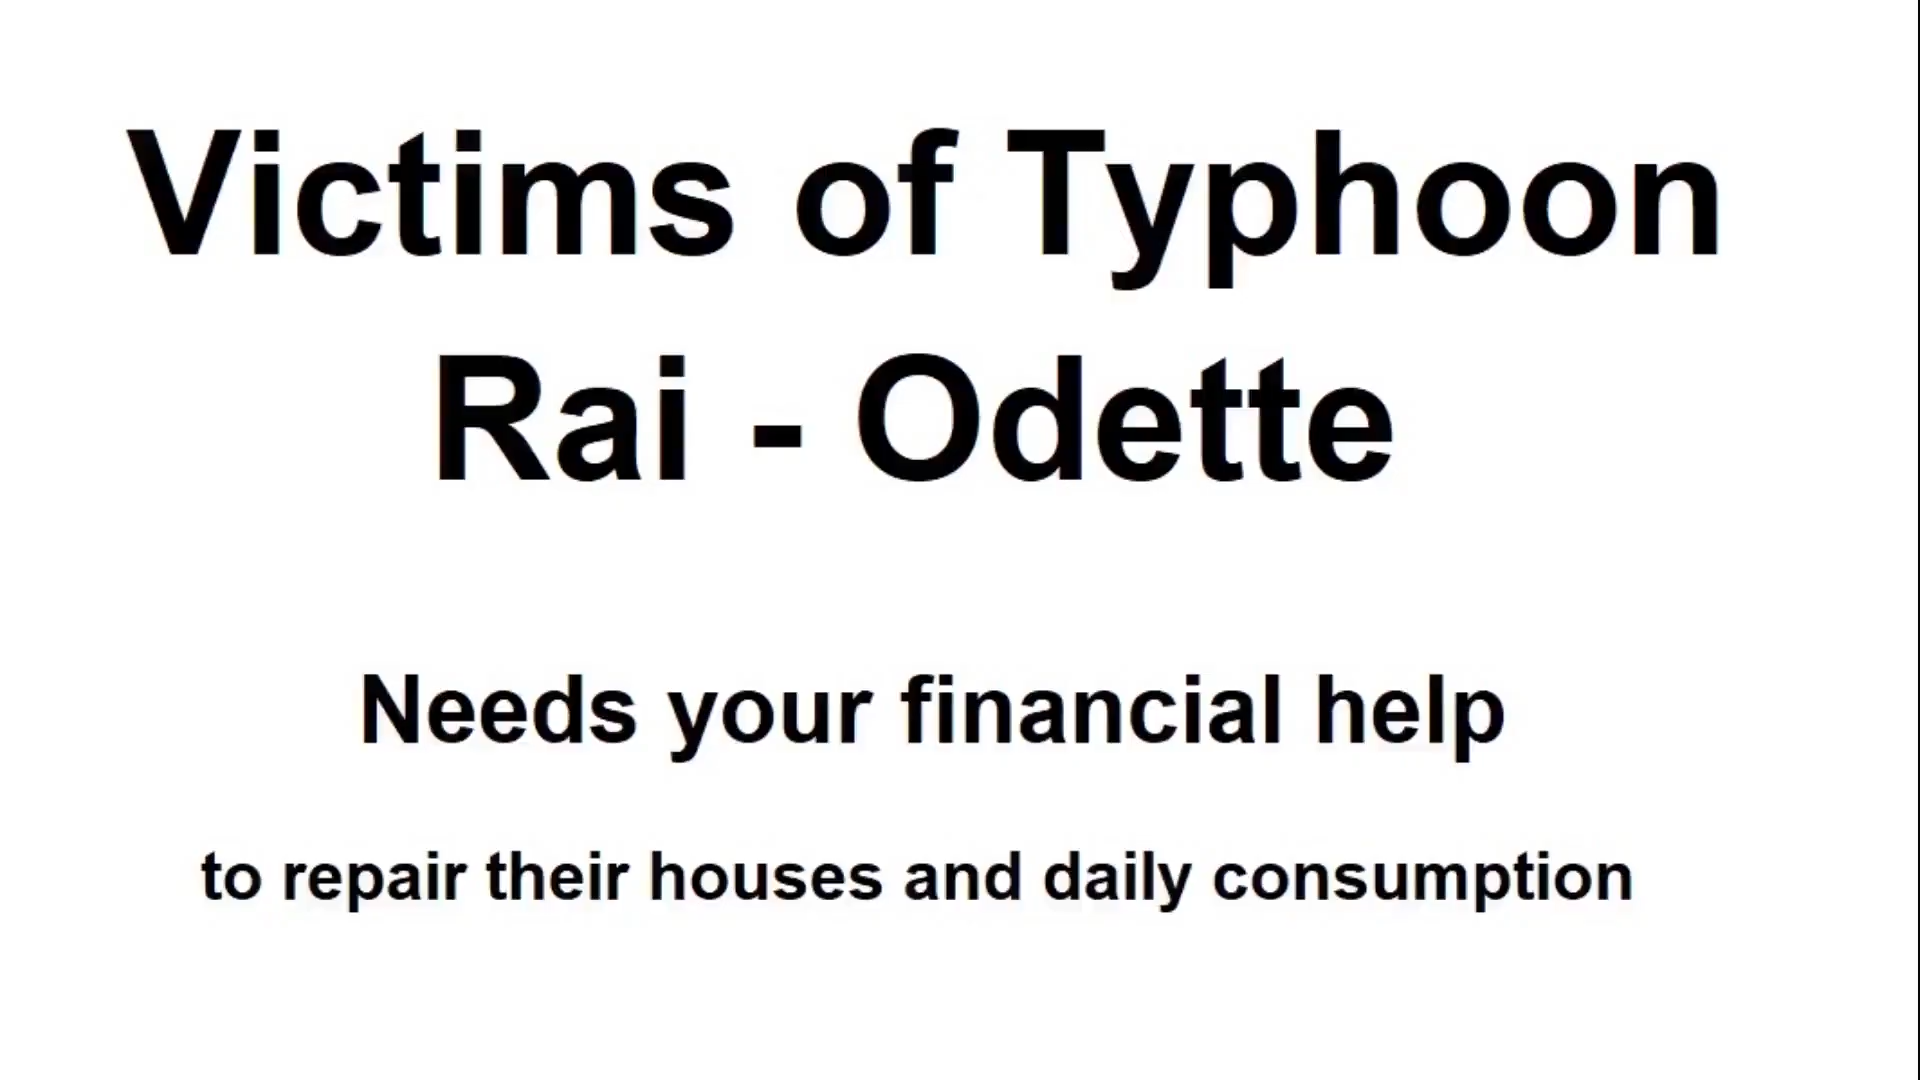 Victims of Typhoon
Rai - Odette
Needs your financial help
to repair their houses and daily consumption